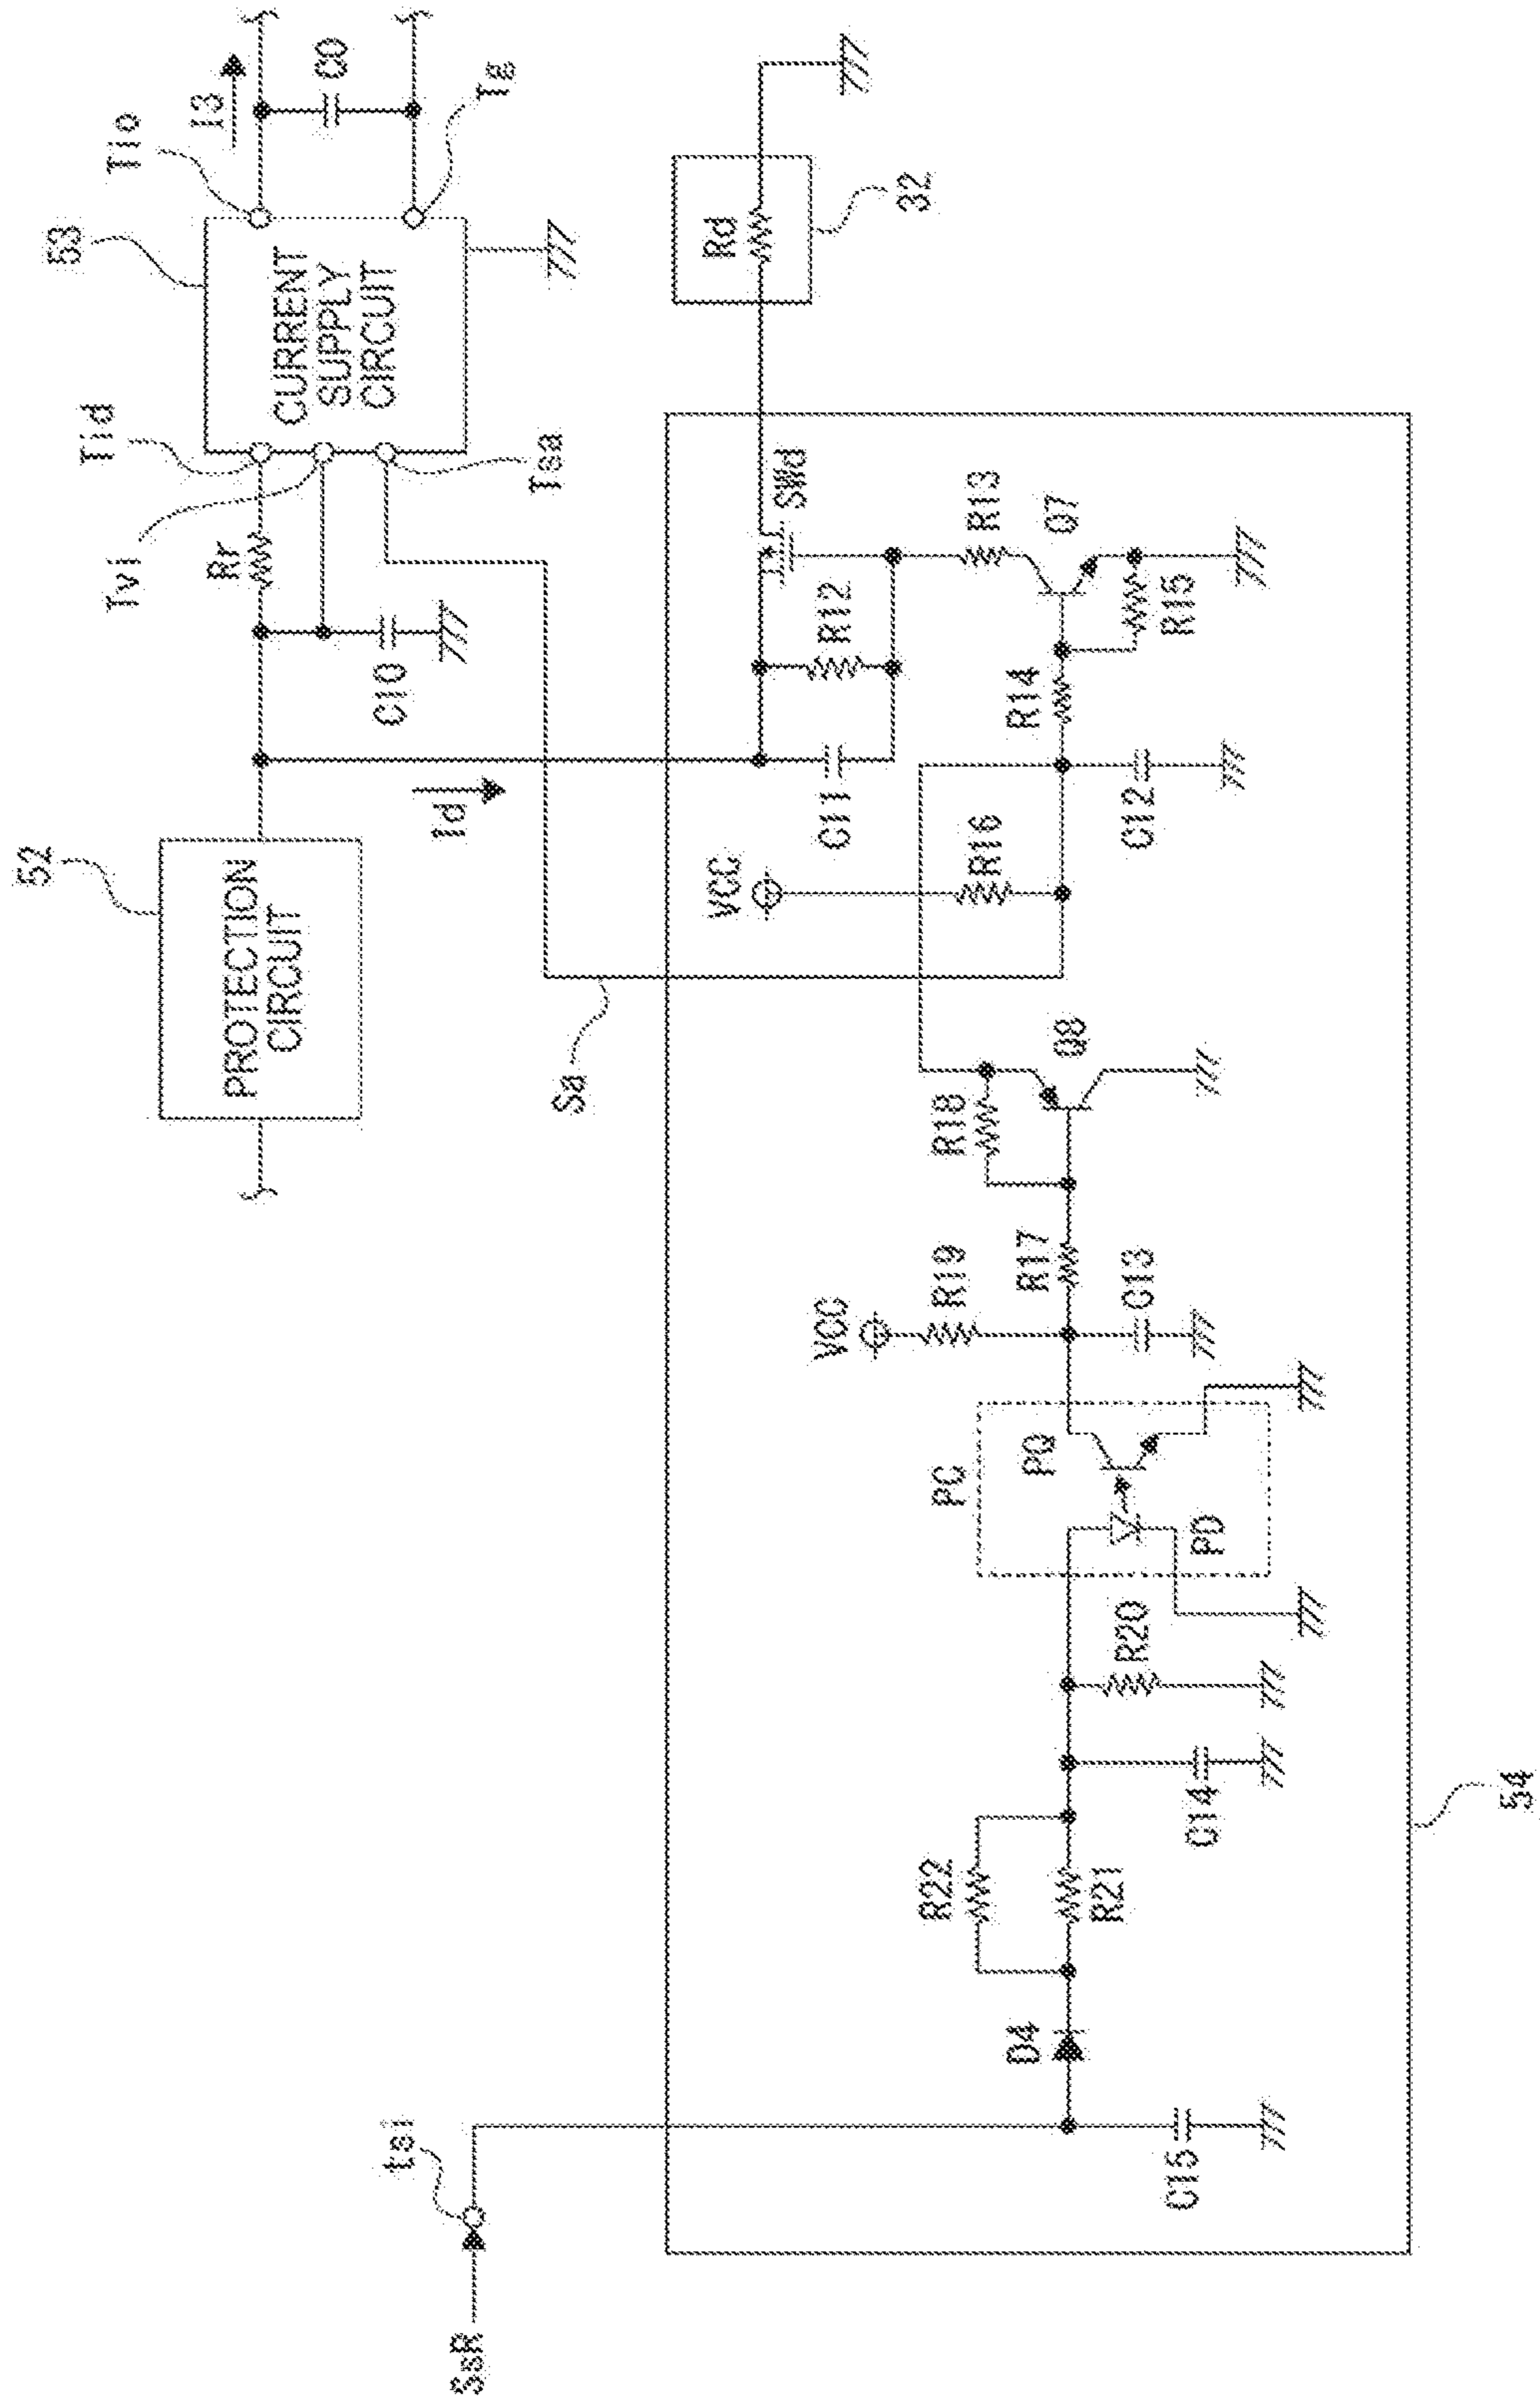 52
PROTECTION
CIRCUIT
Tvi
Tid
Rr
53
CURRENT
SUPPLY
CIRCUIT
Tio
I3
C0
Tg
Tsa
C10
Id
Sa
SsR
tsi
C15
D4
R22
R21
C14
R20
PC
PD
PQ
VCC
R19
C13
R17
R18
Q8
VCC
R16
C11
R12
SWd
C12
R14
R13
Q7
R15
Rd
32
54